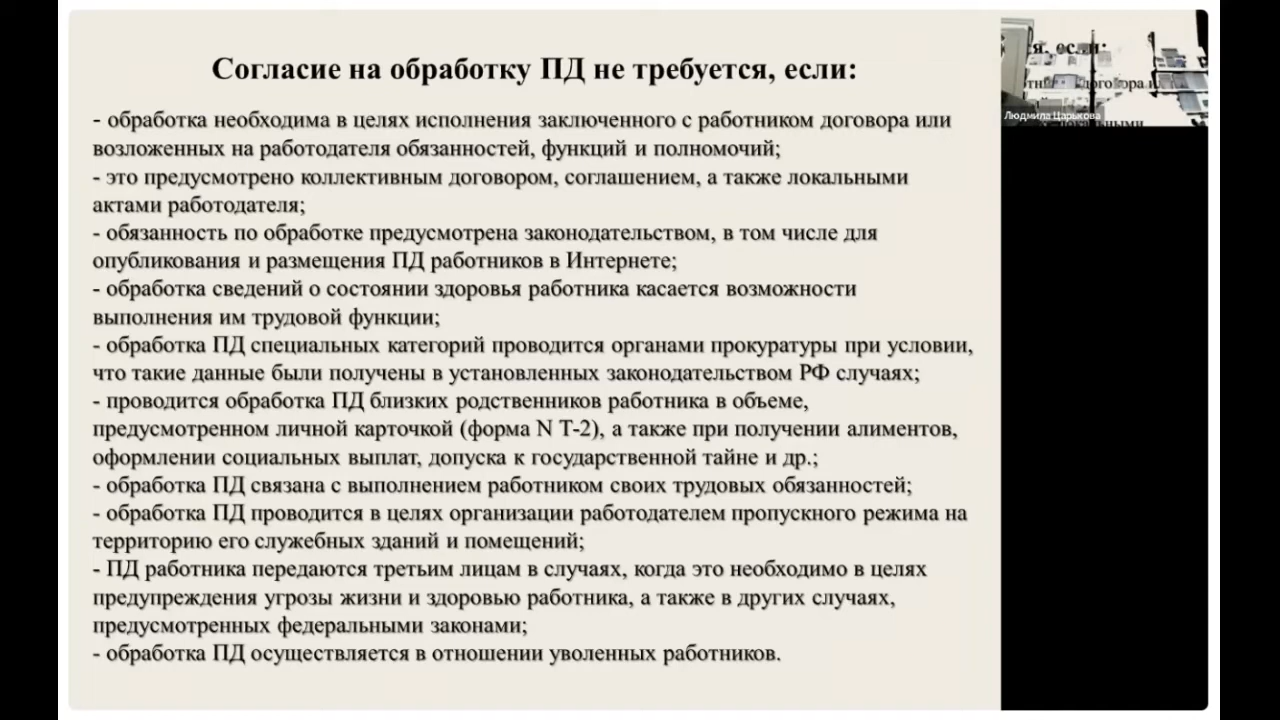 Согласие на обработку ПД не требуется, если:
- обработка необходима в целях исполнения заключенного с работником договора или
возложенных на работодателя обязанностей, функций и полномочий;
- это предусмотрено коллективным договором, соглашением, а также локальными
актами работодателя;
- обязанность по обработке предусмотрена законодательством, в том числе для
опубликования и размещения ПД работников в Интернете;
- обработка сведений о состоянии здоровья работника касается возможности
выполнения им трудовой функции;
- обработка ПД специальных категорий проводится органами прокуратуры при условии,
что такие данные были получены в установленных законодательством РФ случаях;
- проводится обработка ПД близких родственников работника в объеме,
предусмотренном личной карточкой (форма N Т-2), а также при получении алиментов,
оформлении социальных выплат, допуска к государственной тайне и др.;
- обработка ПД связана с выполнением работником своих трудовых обязанностей;
- обработка ПД проводится в целях организации работодателем пропускного режима на
территорию его служебных зданий и помещений;
- ПД работника передаются третьим лицам в случаях, когда это необходимо в целях
предупреждения угрозы жизни и здоровью работника, а также в других случаях,
предусмотренных федеральными законами;
- обработка ПД осуществляется в отношении уволенных работников.
Людмила Царькова